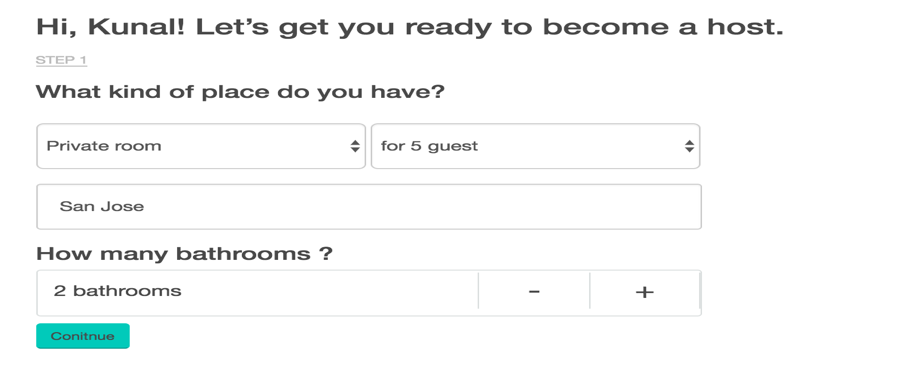 Hi, Kunal! Let's get you ready to become a host.
STEP 1
What kind of place do you have?
Private room for 5 guest
San Jose
How many bathrooms ?
2 bathrooms - +
Conitnue